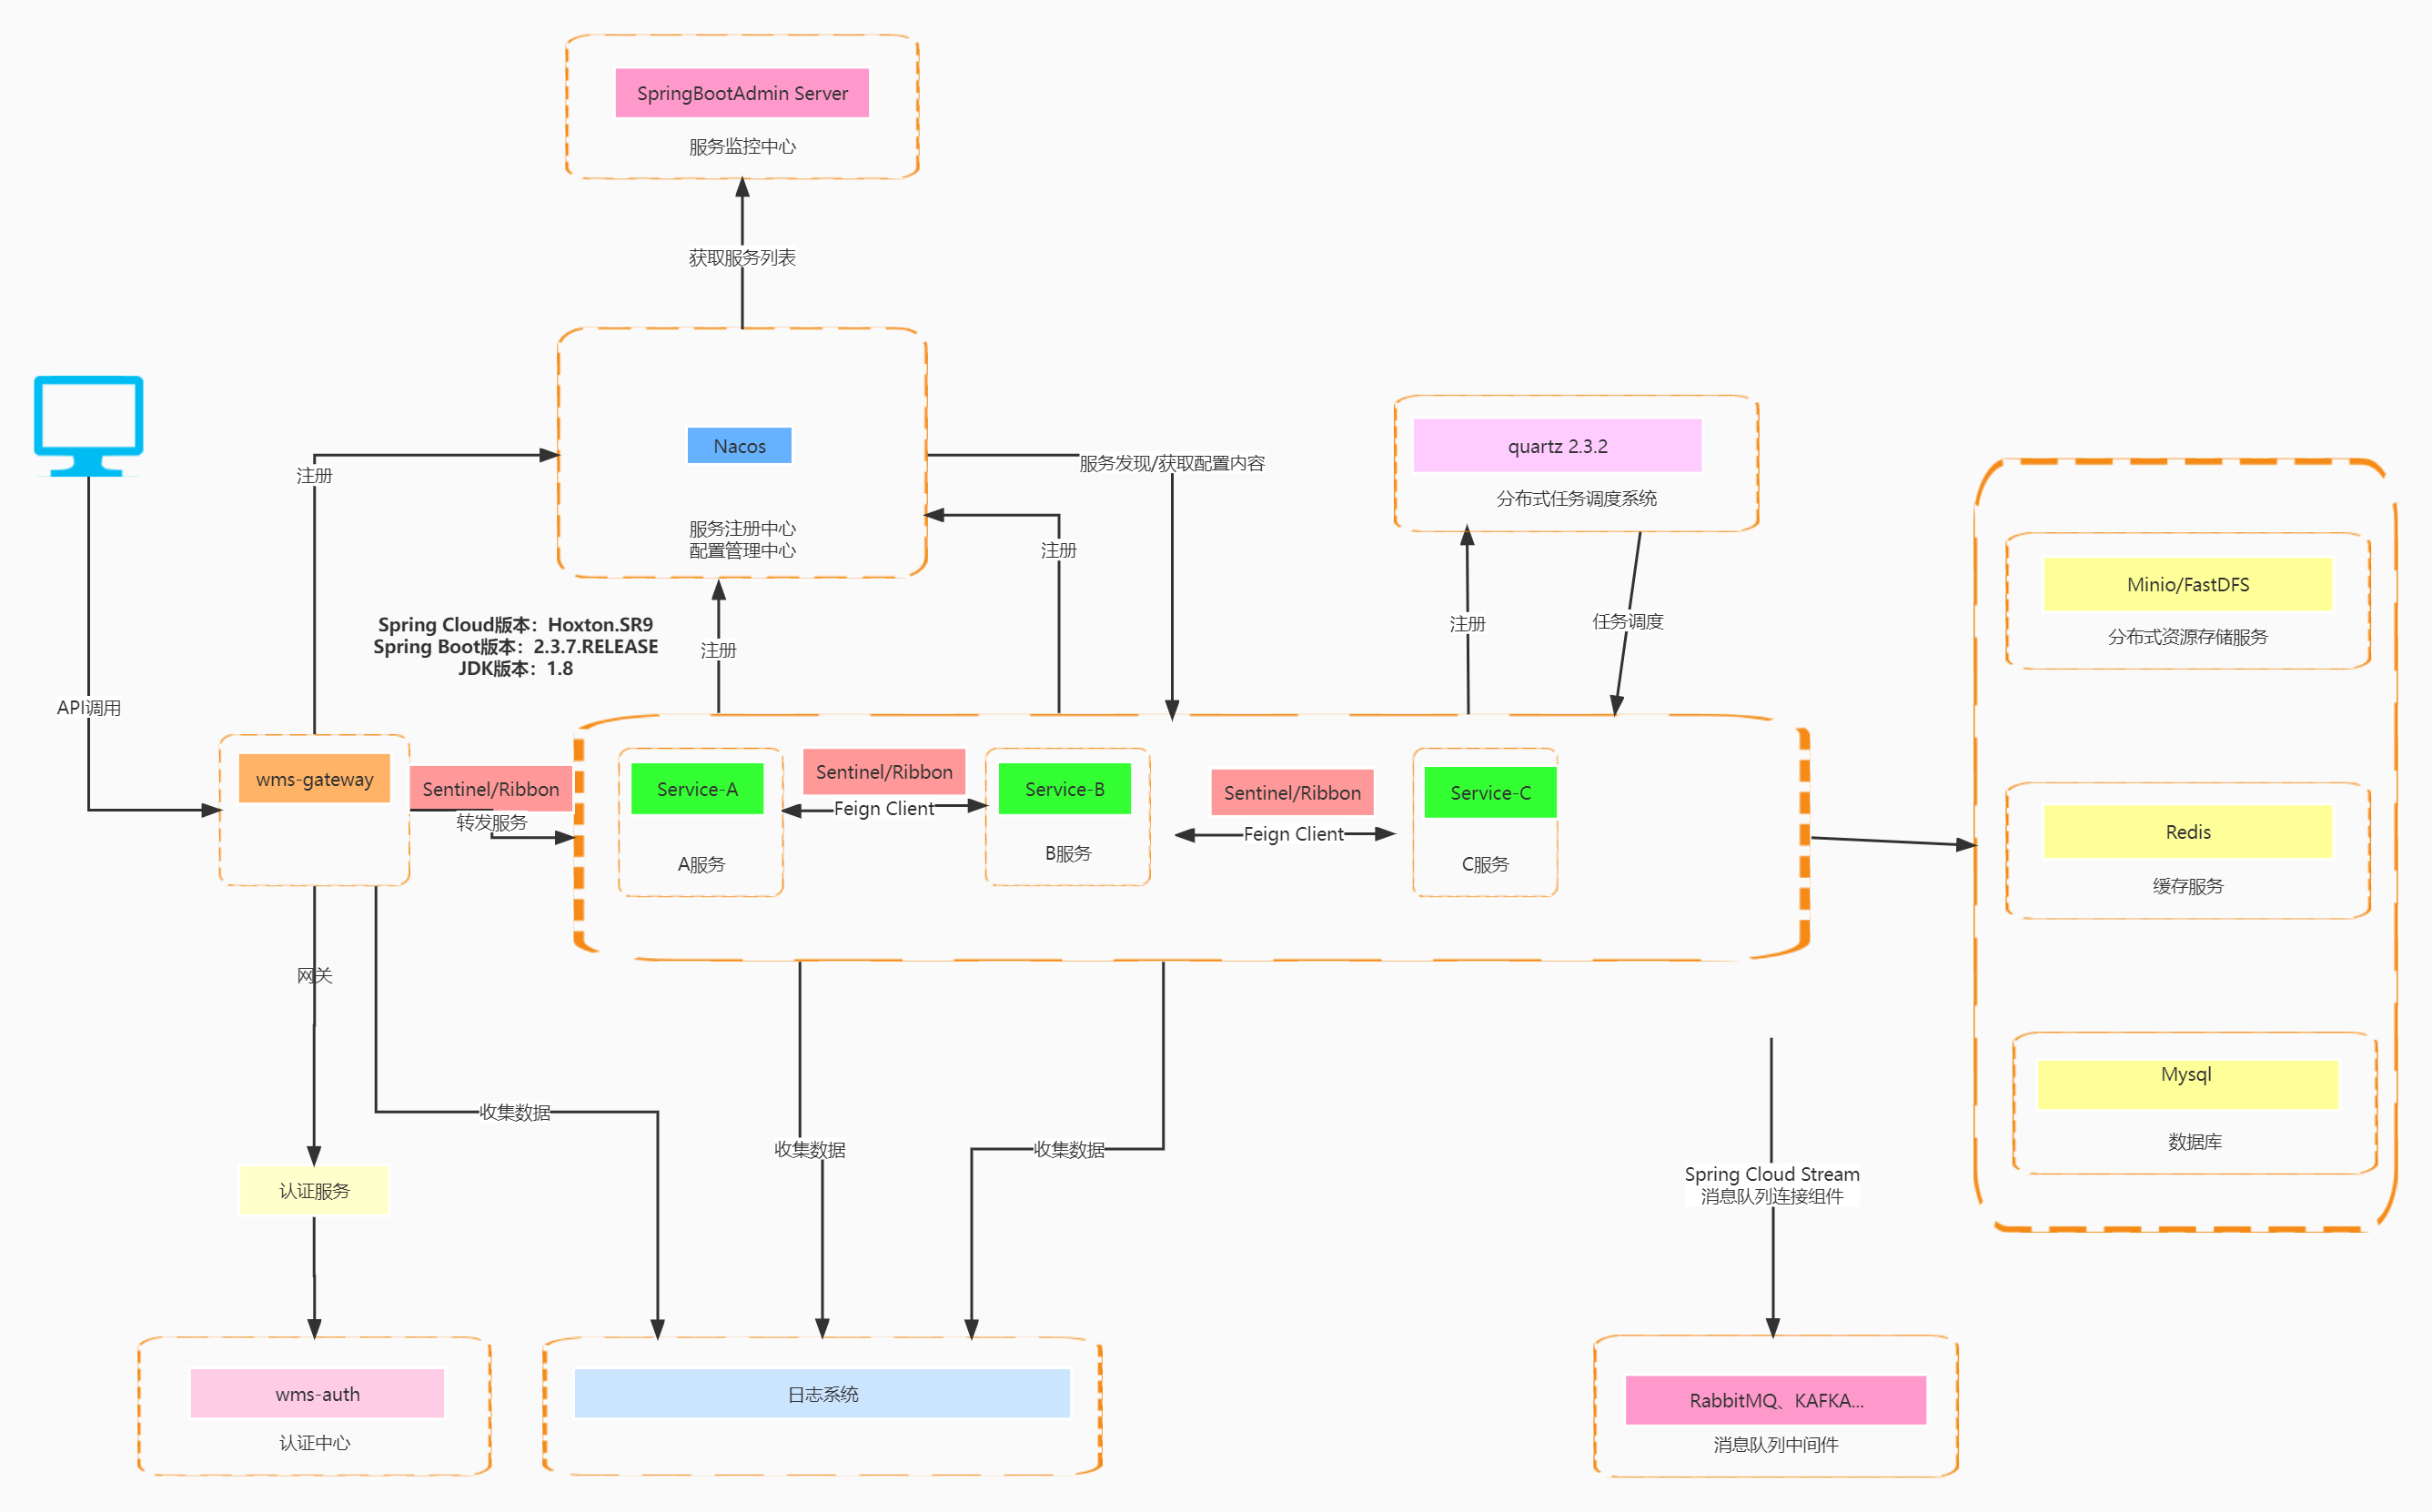 SpringBootAdmin Server
服务监控中心
获取服务列表
Nacos
服务注册中心
配置管理中心
注册
服务发现/获取配置内容
注册
注册
quartz 2.3.2
分布式任务调度系统
注册
任务调度
Minio/FastDFS
分布式资源存储服务
Redis
缓存服务
Mysql
数据库
Spring Cloud版本：Hoxton.SR9
Spring Boot版本：2.3.7.RELEASE
JDK版本：1.8
API调用
wms-gateway
Sentinel/Ribbon
转发服务
Service-A
A服务
Sentinel/Ribbon
Feign Client
Service-B
B服务
Sentinel/Ribbon
Feign Client
Service-C
C服务
网关
收集数据
收集数据
收集数据
Spring Cloud Stream
消息队列连接组件
认证服务
wms-auth
认证中心
日志系统
RabbitMQ、KAFKA...
消息队列中间件